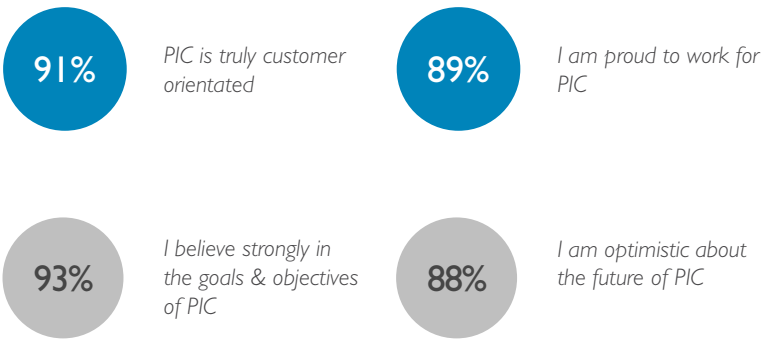 91%
PIC is truly customer
orientated
89%
I am proud to work for
PIC
93%
I believe strongly in
the goals & objectives
of PIC
88%
I am optimistic about
the future of PIC